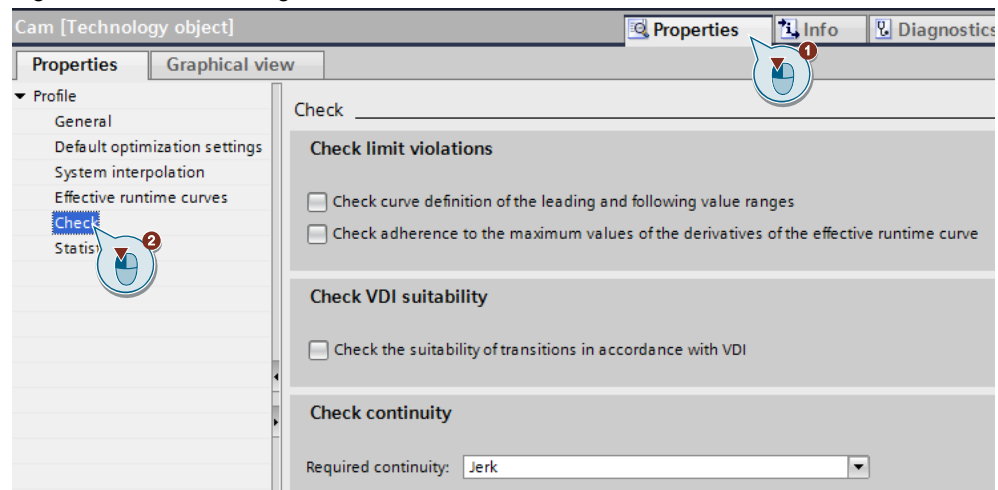 Cam [Technology object]
Properties
Info
Diagnostics
1
Properties
Graphical view
Profile
General
Default optimization settings
System interpolation
Effective runtime curves
Check
2
Check
Check limit violations
Check curve definition of the leading and following value ranges
Check adherence to the maximum values of the derivatives of the effective runtime curve
Check VDI suitability
Check the suitability of transitions in accordance with VDI
Check continuity
Required continuity: Jerk